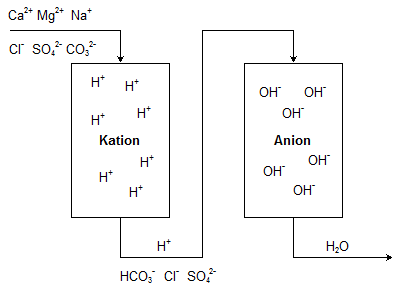 Ca²⁺ Mg²⁺ Na⁺
Cl⁻ SO₄²⁻ CO₃²⁻
H⁺ H⁺
H⁺ H⁺
Kation
H⁺
H⁺
H⁺
OH⁻ OH⁻
OH⁻
Anion
OH⁻
OH⁻
OH⁻
H⁺
HCO₃⁻ Cl⁻ SO₄²⁻
H₂O